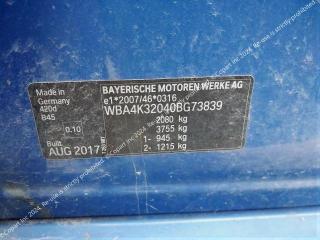 BAYERISCHE MOTOREN WERKE AG
Made in
Germany
e1*2007/46*0316
420d
WBA4K32040BG73839
B45
2080 kg
0.10
3755 kg
Built
1- 945 kg
AUG 2017
2- 1215 kg